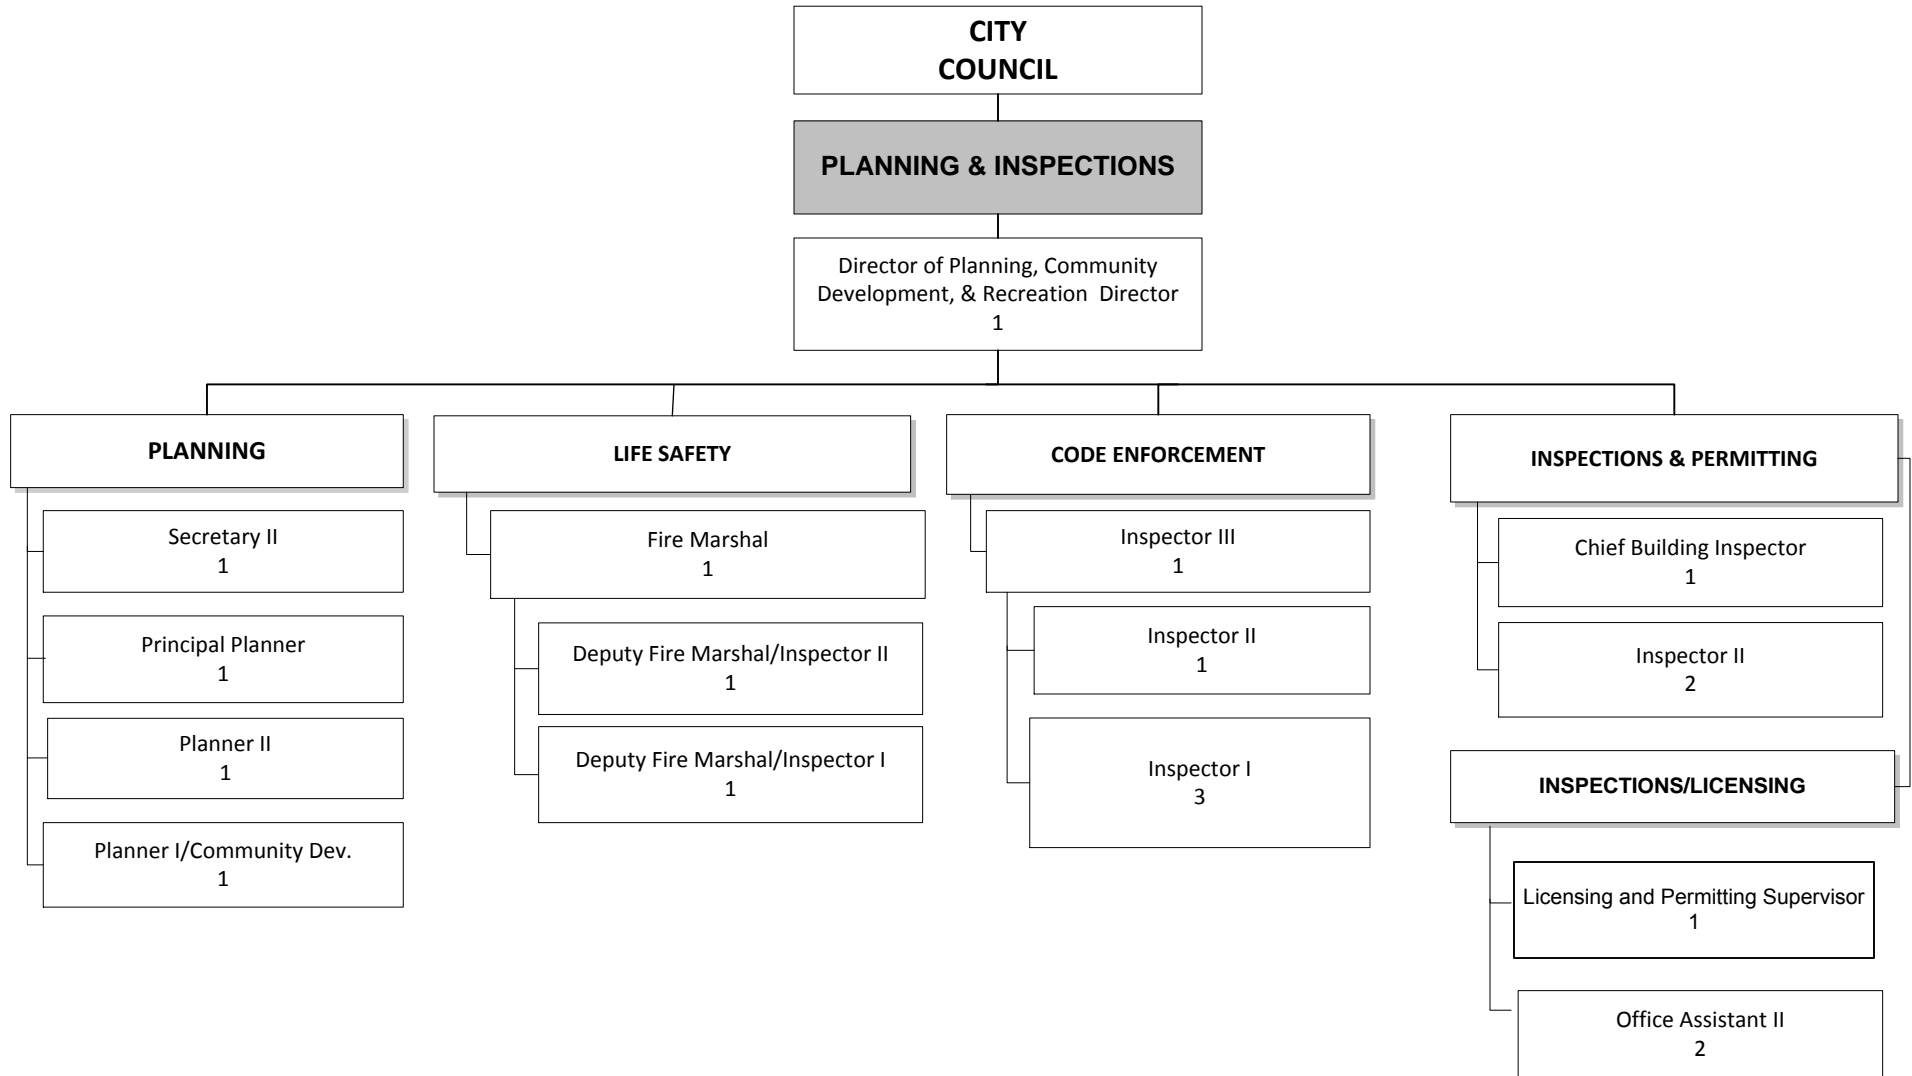 CITY
COUNCIL
PLANNING & INSPECTIONS
Director of Planning, Community
Development, & Recreation Director
1
PLANNING
Secretary II
1
Principal Planner
1
Planner II
1
Planner I/Community Dev.
1
LIFE SAFETY
Fire Marshal
1
Deputy Fire Marshal/Inspector II
1
Deputy Fire Marshal/Inspector I
1
CODE ENFORCEMENT
Inspector III
1
Inspector II
1
Inspector I
3
INSPECTIONS & PERMITTING
Chief Building Inspector
1
Inspector II
2
INSPECTIONS/LICENSING
Licensing and Permitting Supervisor
1
Office Assistant II
2